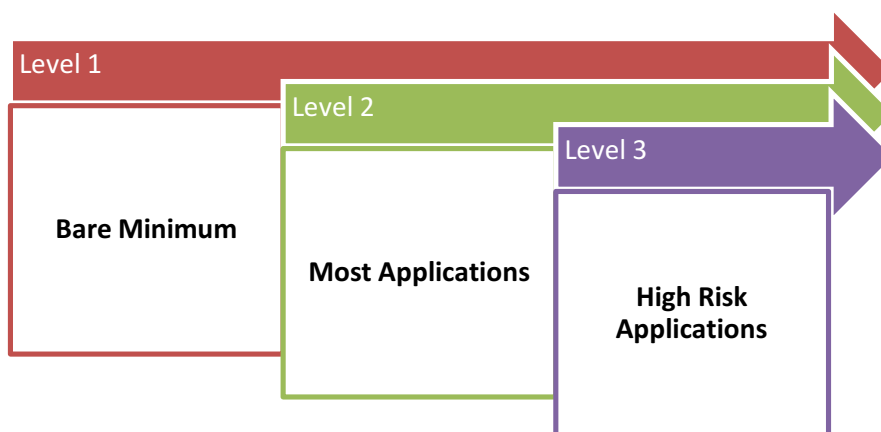 Level 1
Level 2
Level 3
Bare Minimum
Most Applications
High Risk
Applications